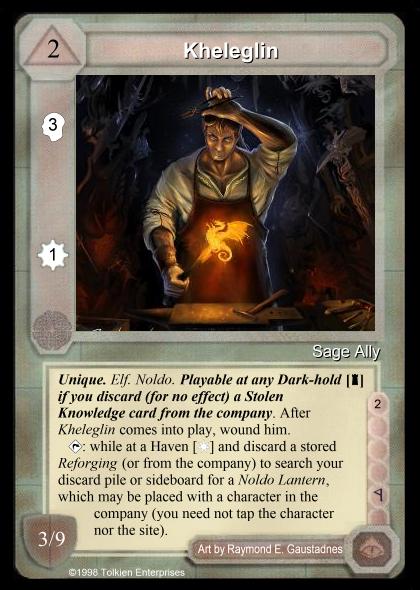 2
Kheleglin
3
1
Sage Ally
Unique. Elf. Noldo. Playable at any Dark-hold [ ]
if you discard (for no effect) a Stolen
Knowledge card from the company. After
Kheleglin comes into play, wound him.
: while at a Haven [ ] and discard a stored
Reforging (or from the company) to search your
discard pile or sideboard for a Noldo Lantern,
which may be placed with a character in the
company (you need not tap the character
nor the site).
2
3/9
Art by Raymond E. Gaustadnes
©1998 Tolkien Enterprises